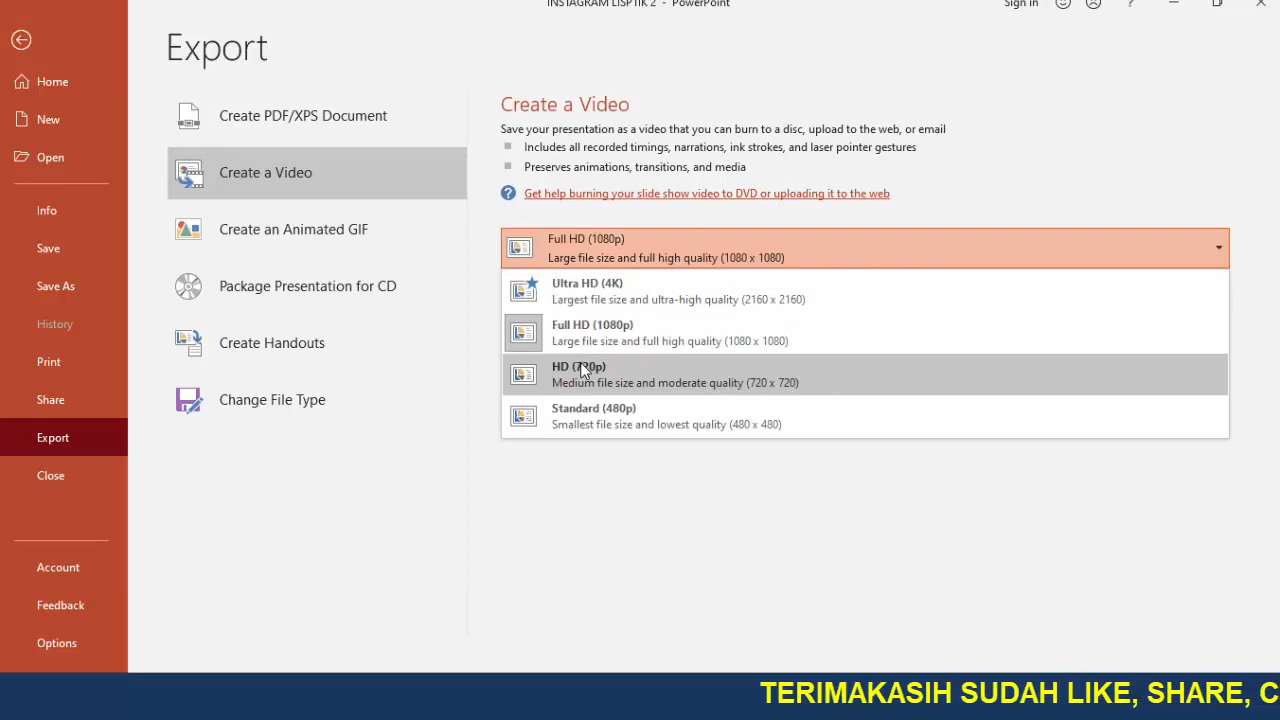 INSTAGRAM LISPTIK 2 - PowerPoint
Sign in
?
Export
Home
New
Open
Info
Save
Save As
History
Print
Share
Export
Close
Account
Feedback
Options
Create PDF/XPS Document
Create a Video
Create an Animated GIF
Package Presentation for CD
Create Handouts
Change File Type
Create a Video
Save your presentation as a video that you can burn to a disc, upload to the web, or email
Includes all recorded timings, narrations, ink strokes, and laser pointer gestures
Preserves animations, transitions, and media
? Get help burning your slide show video to DVD or uploading it to the web
Full HD (1080p)
Large file size and full high quality (1080 x 1080)
Ultra HD (4K)
Largest file size and ultra-high quality (2160 x 2160)
Full HD (1080p)
Large file size and full high quality (1080 x 1080)
HD (720p)
Medium file size and moderate quality (720 x 720)
Standard (480p)
Smallest file size and lowest quality (480 x 480)
TERIMAKASIH SUDAH LIKE, SHARE, C